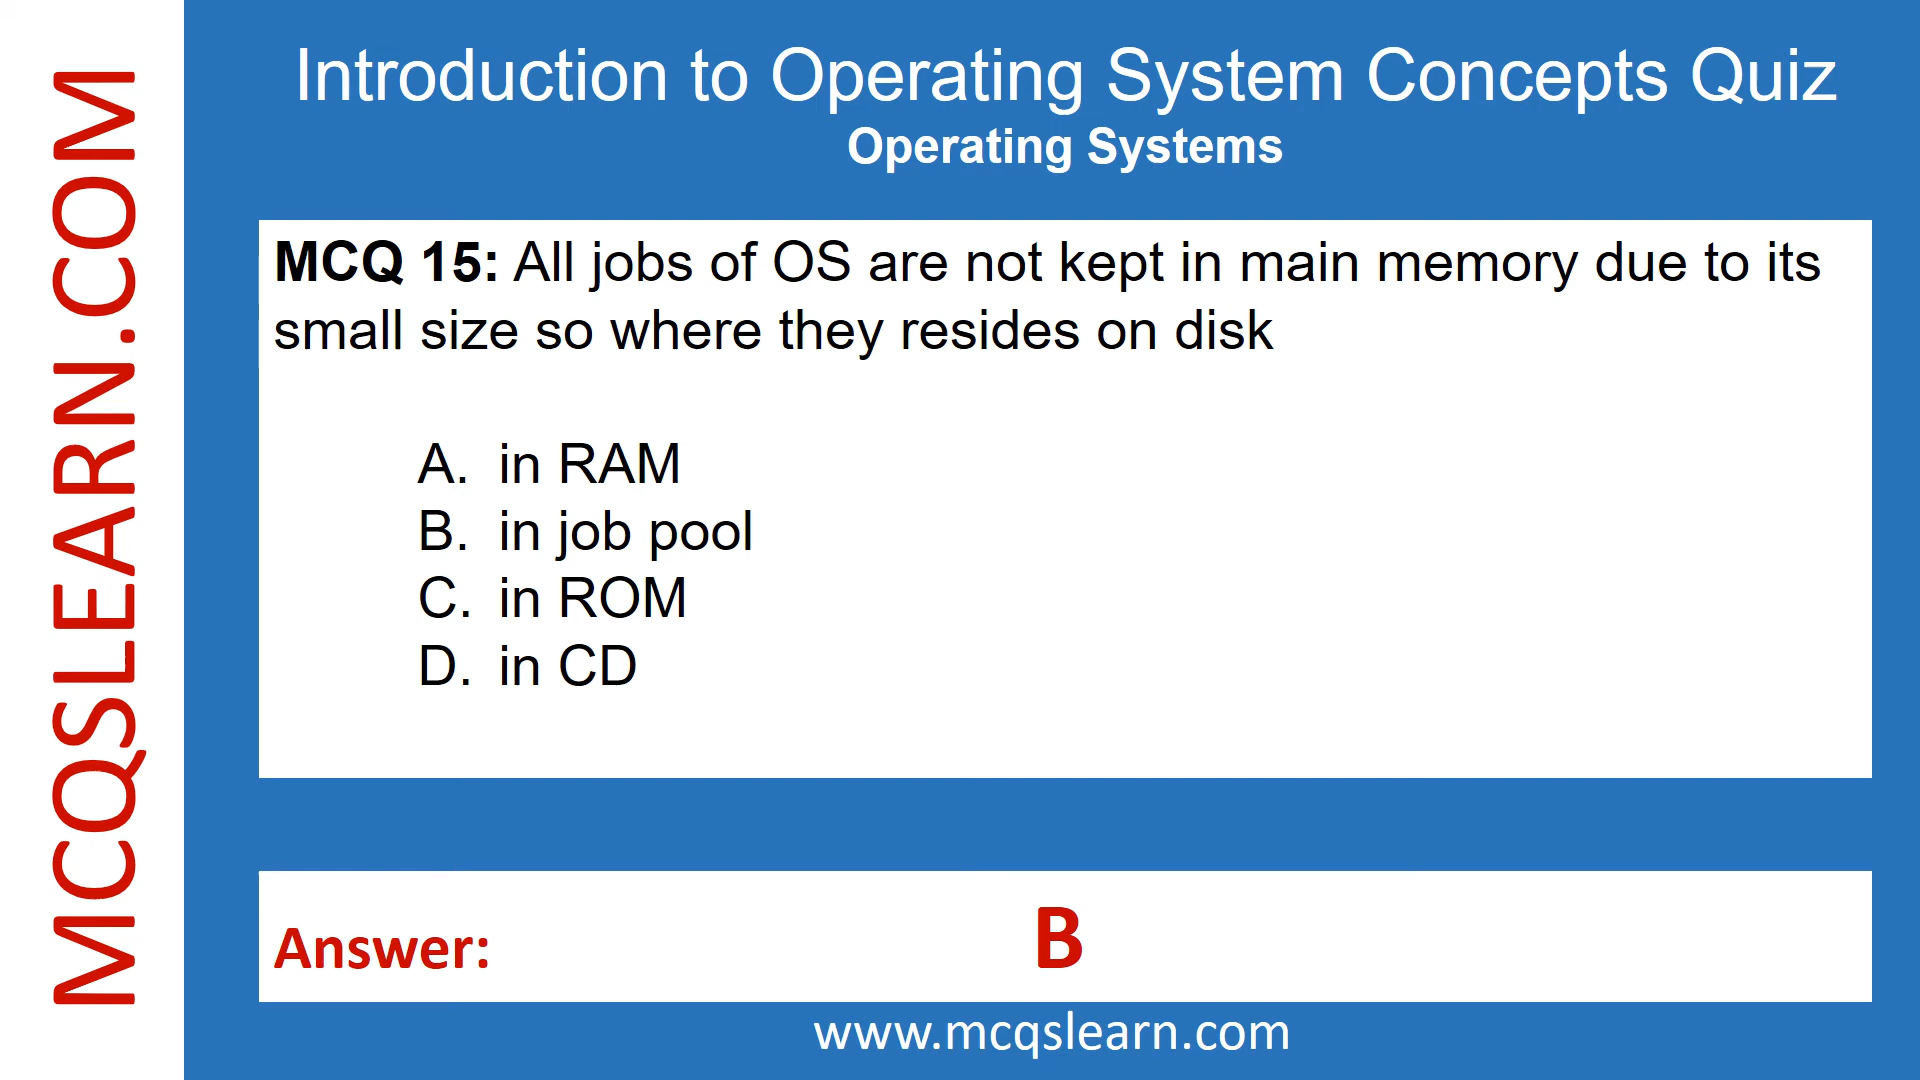 MCQSLEARN.COM
Introduction to Operating System Concepts Quiz
Operating Systems
MCQ 15: All jobs of OS are not kept in main memory due to its
small size so where they resides on disk
A. in RAM
B. in job pool
C. in ROM
D. in CD
Answer: B
www.mcqslearn.com